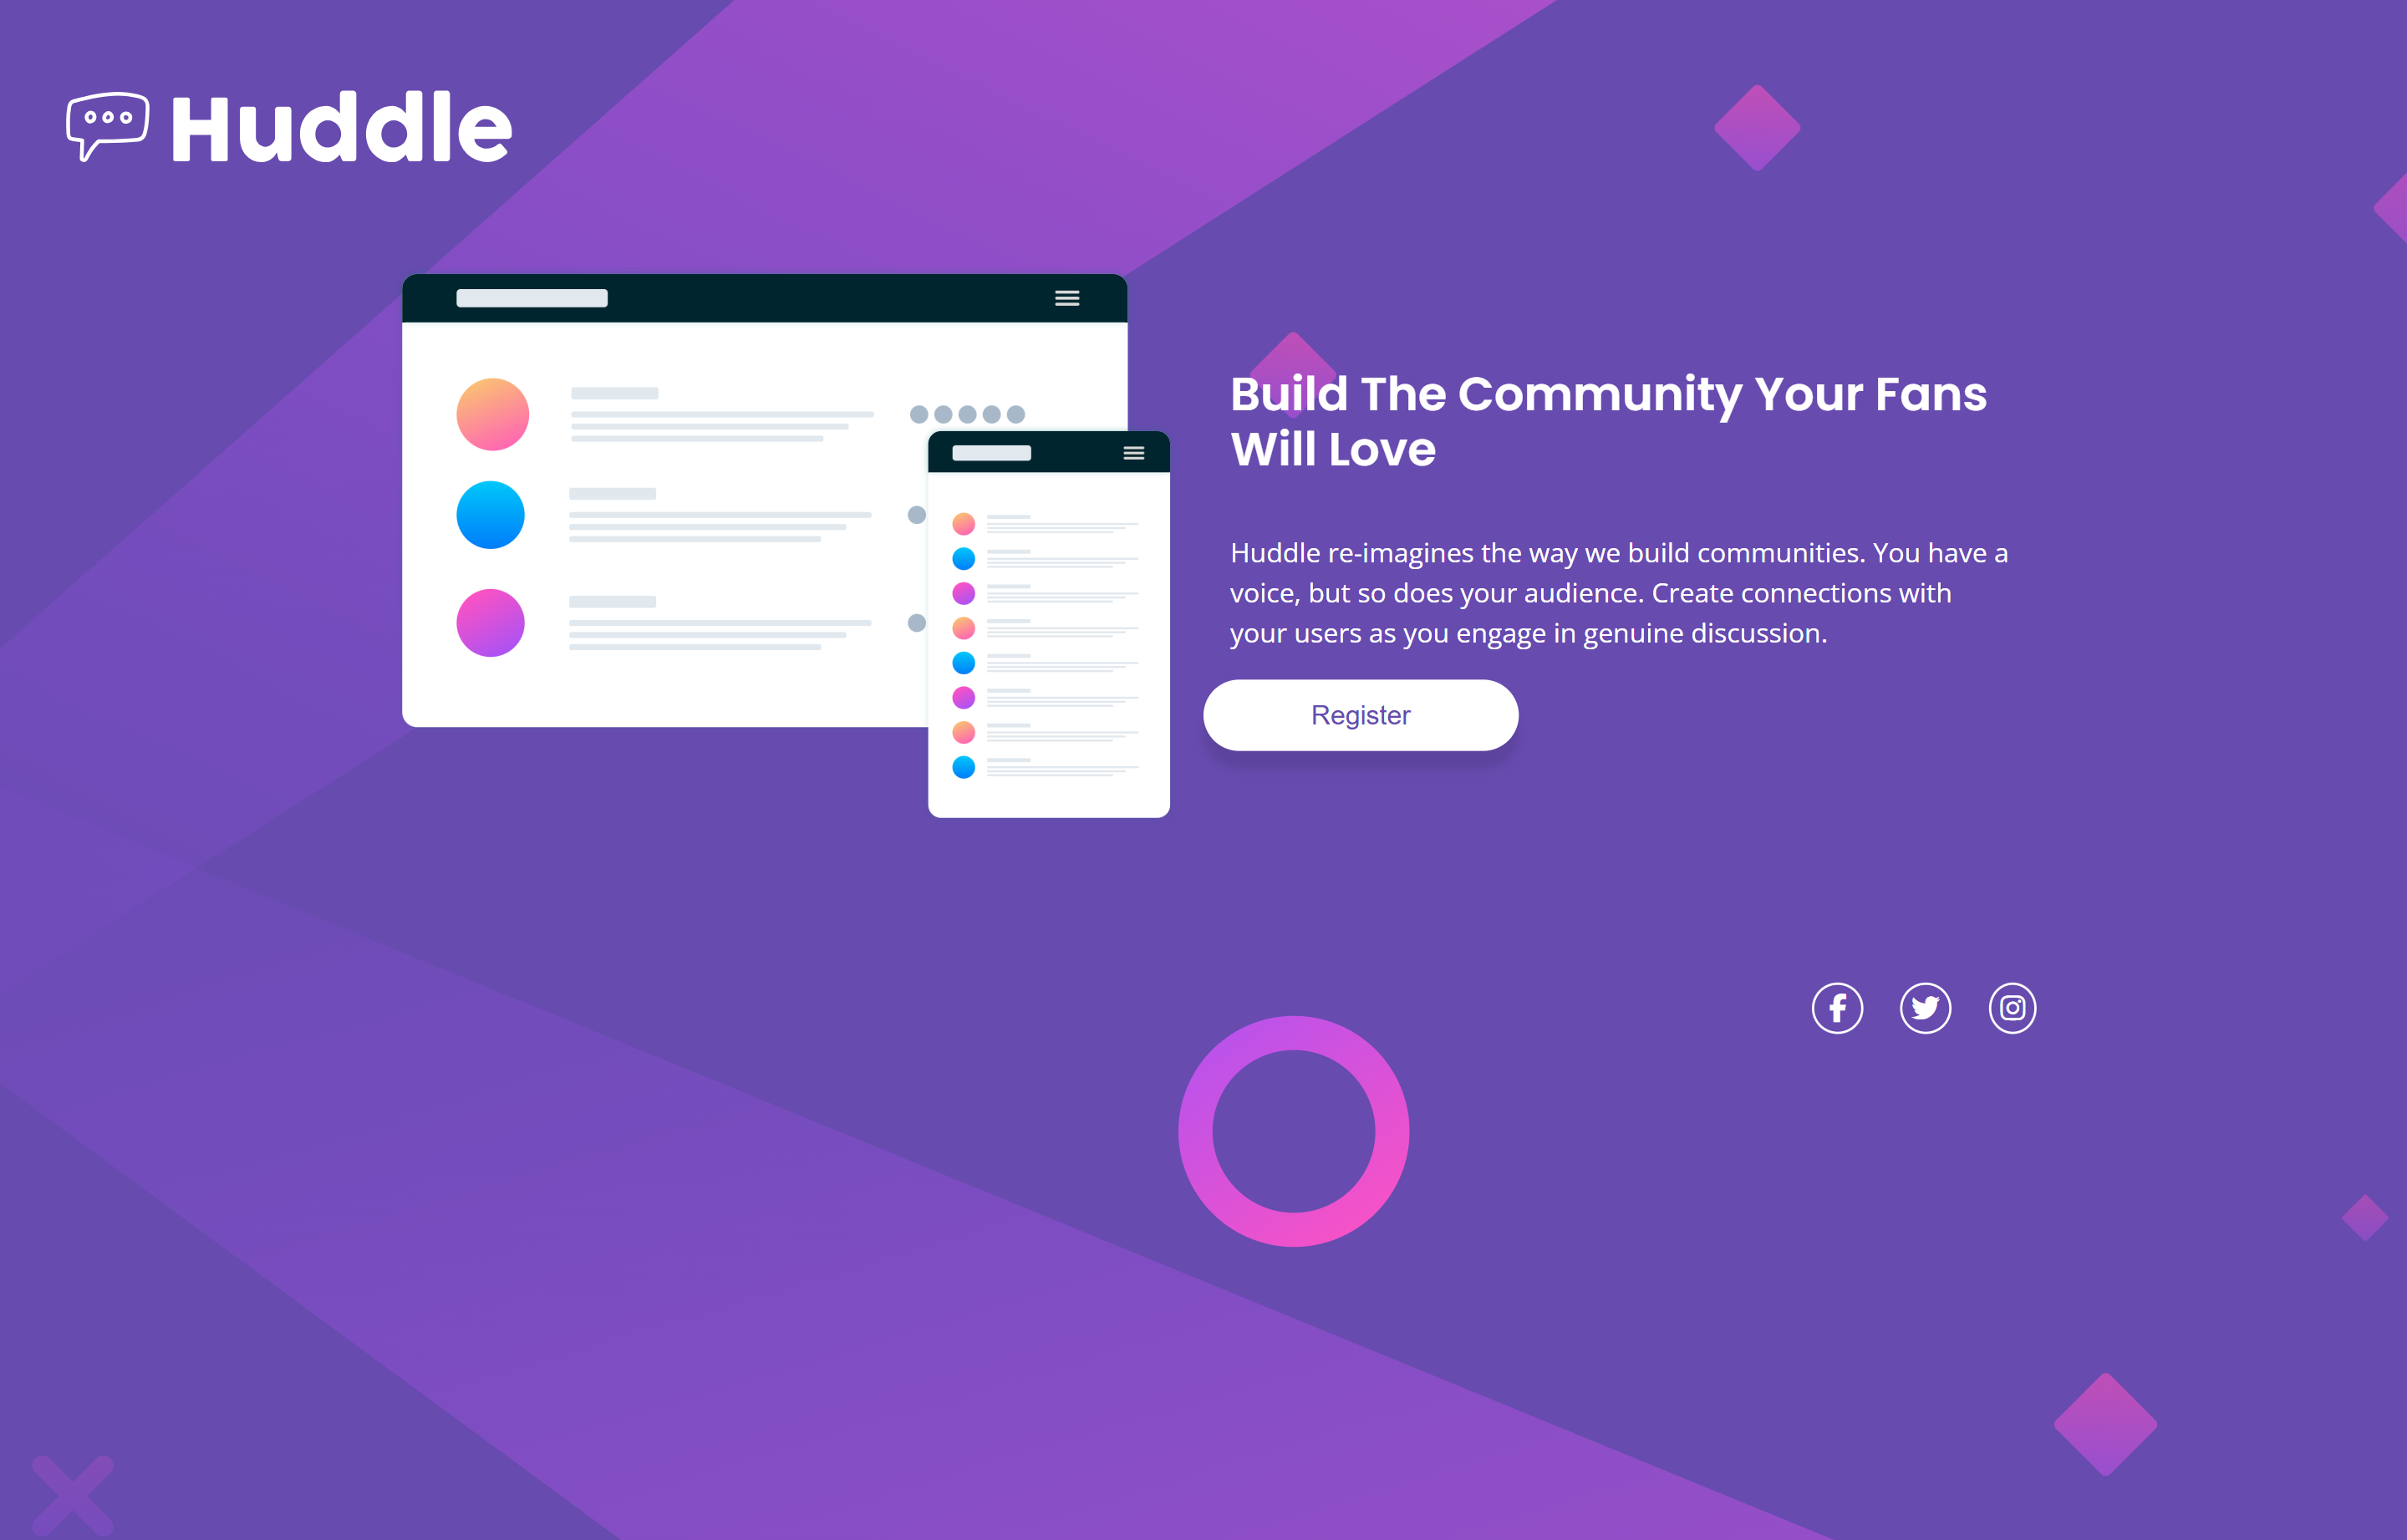 Huddle
Build The Community Your Fans
Will Love
Huddle re-imagines the way we build communities. You have a
voice, but so does your audience. Create connections with
your users as you engage in genuine discussion.
Register